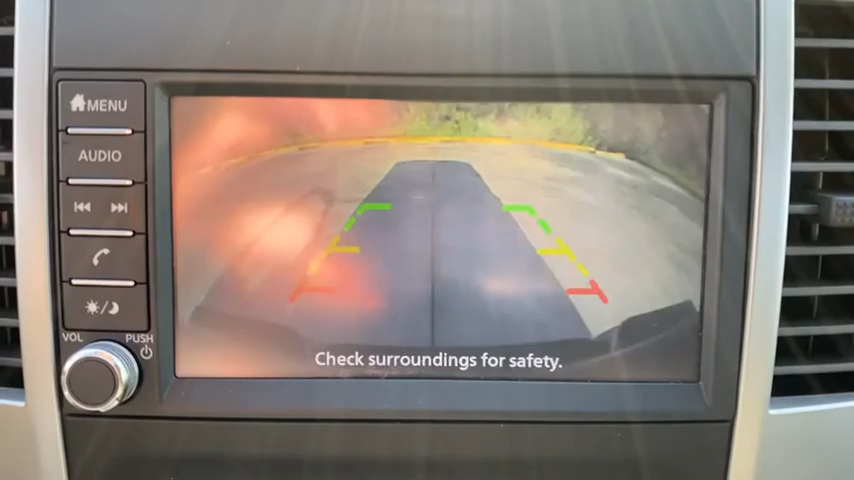 MENU
AUDIO
VOL
PUSH
Check surroundings for safety.